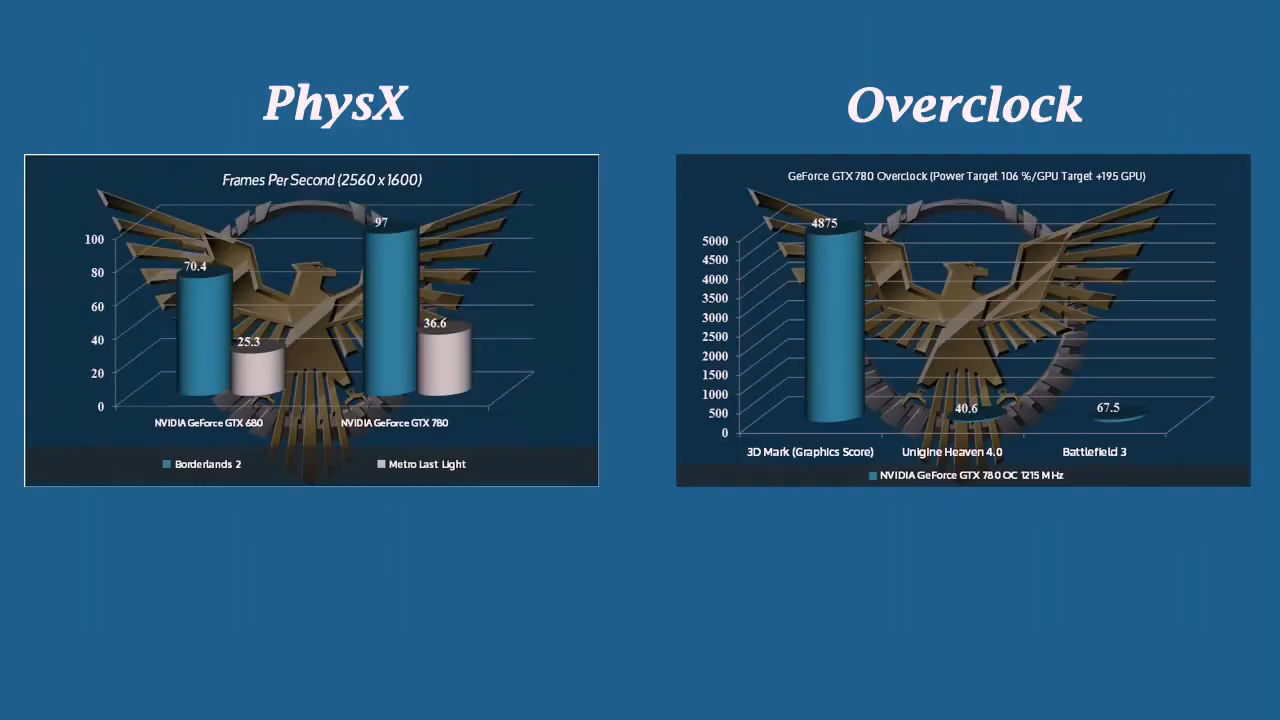 PhysX
Frames Per Second (2560 x 1600)
100
80
60
40
20
0
70.4
25.3
97
36.6
NVIDIA GeForce GTX 680
NVIDIA GeForce GTX 780
Borderlands 2
Metro Last Light
Overclock
GeForce GTX 780 Overclock (Power Target 106 %/GPU Target +195 GPU)
5000
4500
4000
3500
3000
2500
2000
1500
1000
500
0
4875
40.6
67.5
3D Mark (Graphics Score)
Unigine Heaven 4.0
Battlefield 3
NVIDIA GeForce GTX 780 OC 1215 MHz